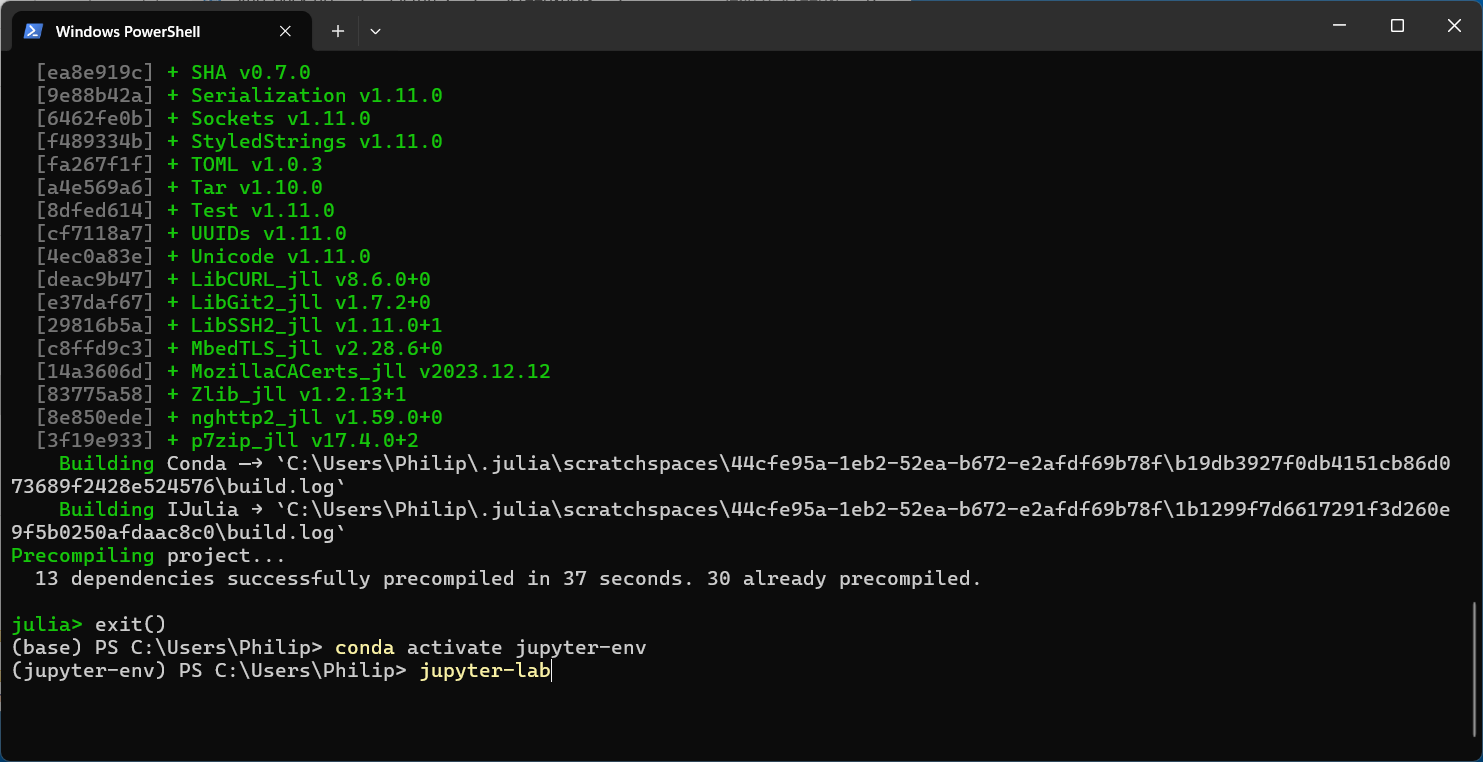 Windows PowerShell
[ea8e919c] + SHA v0.7.0
[9e88b42a] + Serialization v1.11.0
[6462fe0b] + Sockets v1.11.0
[f489334b] + StyledStrings v1.11.0
[fa267f1f] + TOML v1.0.3
[a4e569a6] + Tar v1.10.0
[8dfed614] + Test v1.11.0
[cf7118a7] + UUIDs v1.11.0
[4ec0a83e] + Unicode v1.11.0
[deac9b47] + LibCURL_jll v8.6.0+0
[e37daf67] + LibGit2_jll v1.7.2+0
[29816b5a] + LibSSH2_jll v1.11.0+1
[c8ffd9c3] + MbedTLS_jll v2.28.6+0
[14a3606d] + MozillaCACerts_jll v2023.12.12
[83775a58] + Zlib_jll v1.2.13+1
[8e850ede] + nghttp2_jll v1.59.0+0
[3f19e933] + p7zip_jll v17.4.0+2
Building Conda ─→ `C:\Users\Philip\.julia\scratchspaces\44cfe95a-1eb2-52ea-b672-e2afdf69b78f\b19db3927f0db4151cb86d0
73689f2428e524576\build.log`
Building IJulia → `C:\Users\Philip\.julia\scratchspaces\44cfe95a-1eb2-52ea-b672-e2afdf69b78f\1b1299f7d6617291f3d260e
9f5b0250afdaac8c0\build.log`
Precompiling project...
13 dependencies successfully precompiled in 37 seconds. 30 already precompiled.
julia> exit()
(base) PS C:\Users\Philip> conda activate jupyter-env
(jupyter-env) PS C:\Users\Philip> jupyter-lab